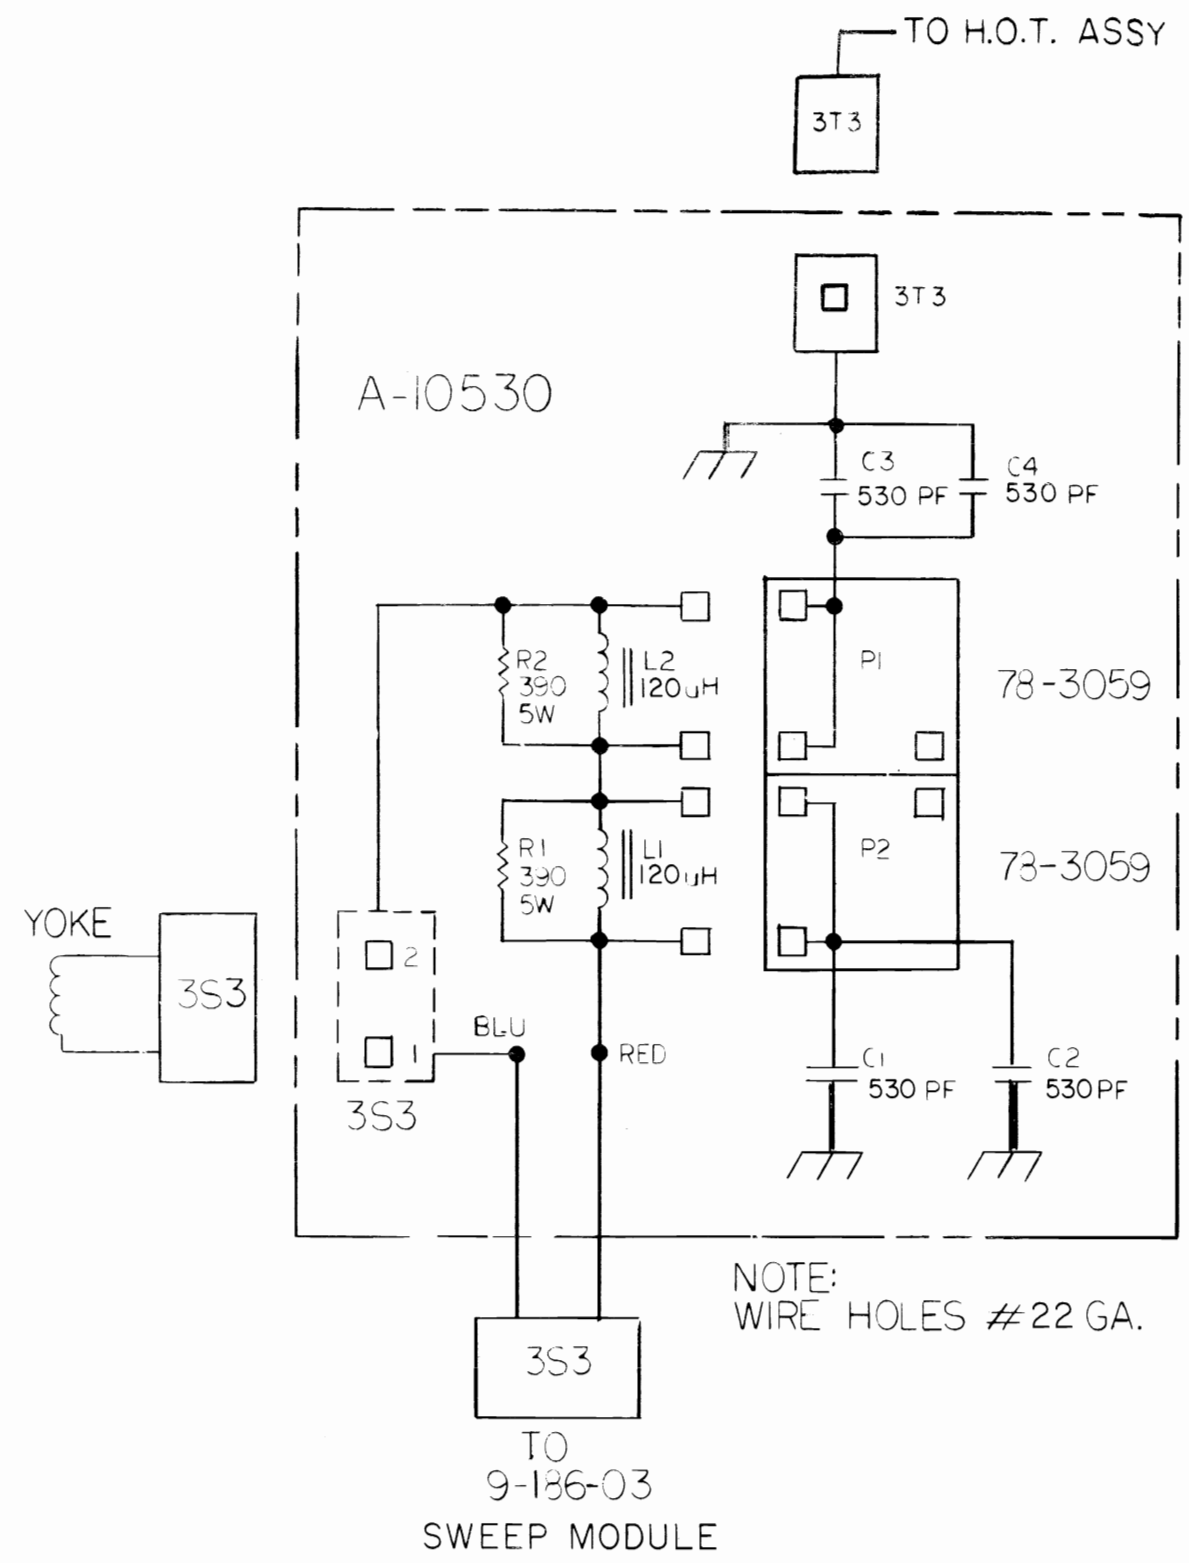 TO H.O.T. ASSY
3T3
3T3
A-10530
C3
530 PF
C4
530 PF
R2
390
5W
L2
120uH
P1
78-3059
R1
390
5W
L1
120uH
P2
78-3059
YOKE
3S3
2
1
3S3
BLU
RED
C1
530 PF
C2
530PF
NOTE:
WIRE HOLES #22 GA.
3S3
TO
9-186-03
SWEEP MODULE